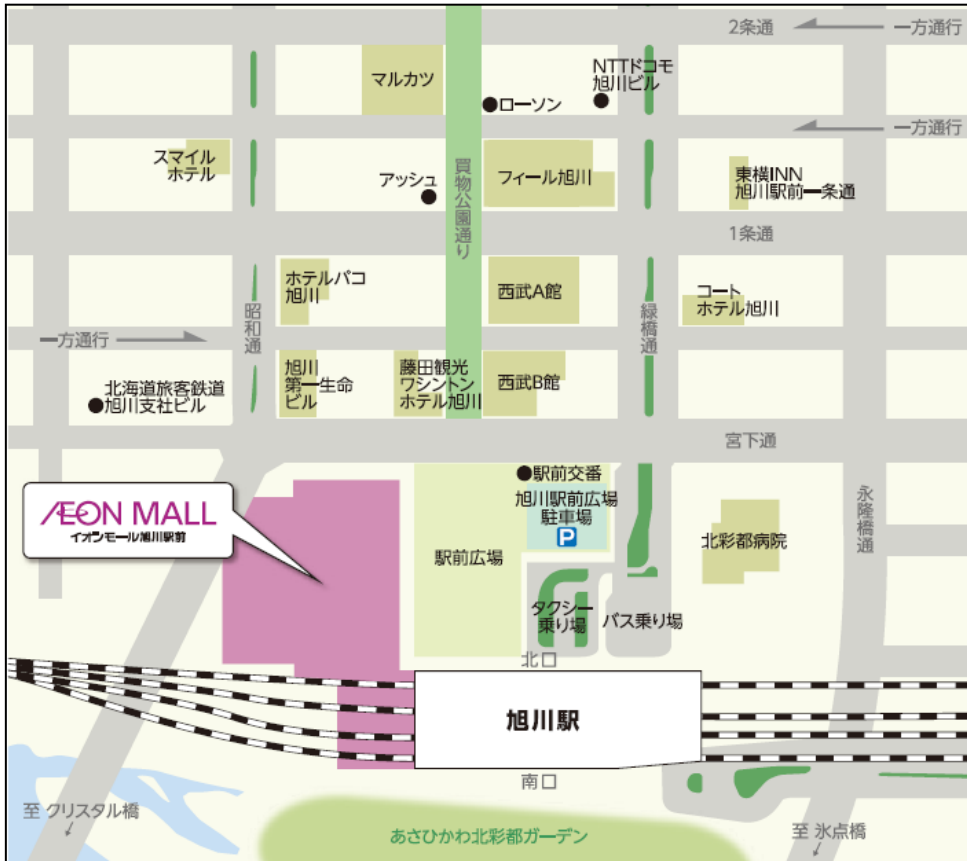 2条通
一方通行
マルカツ
NTTドコモ
旭川ビル
ローソン
一方通行
スマイル
ホテル
アッシュ
買物公園通り
フィール旭川
東横INN
旭川駅前一条通
1条通
ホテルパコ
旭川
昭和通
西武A館
緑橋通
コート
ホテル旭川
一方通行
北海道旅客鉄道
旭川支社ビル
旭川
第一生命
ビル
藤田観光
ワシントン
ホテル旭川
西武B館
宮下通
駅前交番
旭川駅前広場
駐車場
P
ÆON MALL
イオンモール旭川駅前
駅前広場
北彩都病院
永隆橋通
タクシー
乗り場
バス乗り場
北口
旭川駅
南口
至 クリスタル橋
あさひかわ北彩都ガーデン
至 氷点橋